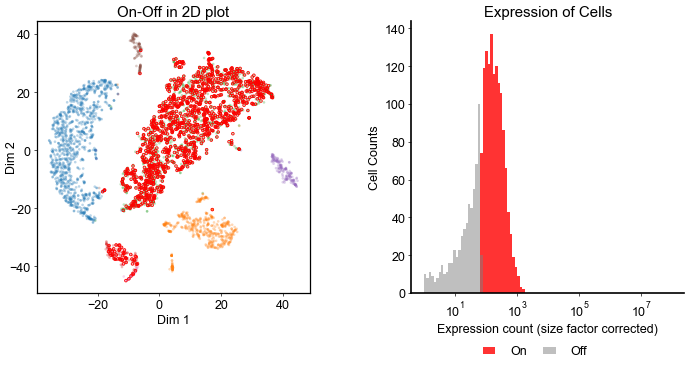 On-Off in 2D plot
Expression of Cells
40
20
0
−20
−40
Dim 2
−20
0
20
40
Dim 1
140
120
100
80
60
40
20
0
Cell Counts
10^1
10^3
10^5
10^7
Expression count (size factor corrected)
On
Off